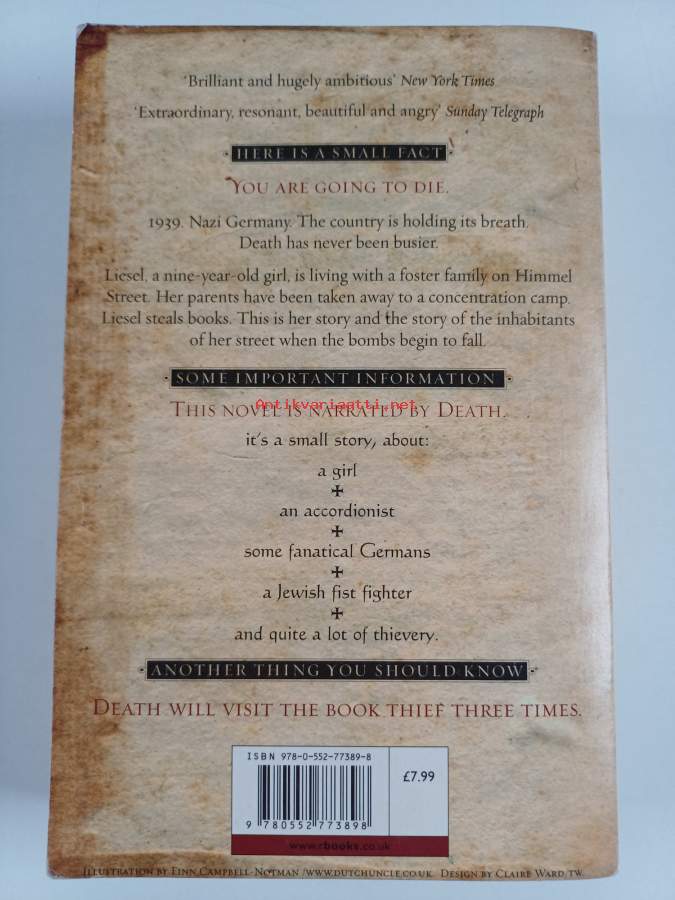 ‘Brilliant and hugely ambitious’ New York Times
‘Extraordinary, resonant, beautiful and angry’ Sunday Telegraph
HERE IS A SMALL FACT
YOU ARE GOING TO DIE.
1939. Nazi Germany. The country is holding its breath.
Death has never been busier.
Liesel, a nine-year-old girl, is living with a foster family on Himmel
Street. Her parents have been taken away to a concentration camp.
Liesel steals books. This is her story and the story of the inhabitants
of her street when the bombs begin to fall.
SOME IMPORTANT INFORMATION
Antikvariaatti.net
THIS NOVEL IS NARRATED BY DEATH.
it's a small story, about:
a girl
an accordionist
some fanatical Germans
a Jewish fist fighter
and quite a lot of thievery.
ANOTHER THING YOU SHOULD KNOW
DEATH WILL VISIT THE BOOK THIEF THREE TIMES.
ISBN 978-0-552-77389-8
£7.99
9 780552 773898
www.rbooks.co.uk
ILLUSTRATION BY FINN CAMPBELL-NOTMAN /WWW.DUTCHUNCLE.CO.UK. DESIGN BY CLAIRE WARD TW